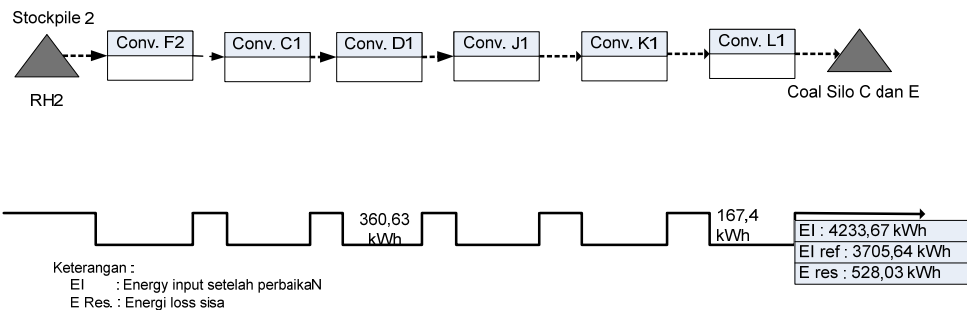 Stockpile 2
Conv. F2
Conv. C1
Conv. D1
Conv. J1
Conv. K1
Conv. L1
RH2
Coal Silo C dan E
360,63
kWh
167,4
kWh
EI : 4233,67 kWh
EI ref : 3705,64 kWh
E res : 528,03 kWh
Keterangan :
EI : Energy input setelah perbaikaN
E Res. : Energi loss sisa